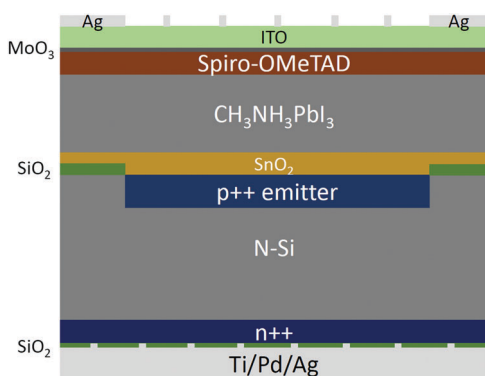 Ag Ag
ITO
MoO₃
Spiro-OMeTAD
CH₃NH₃PbI₃
SiO₂
SnO₂
p++ emitter
N-Si
n++
SiO₂
Ti/Pd/Ag